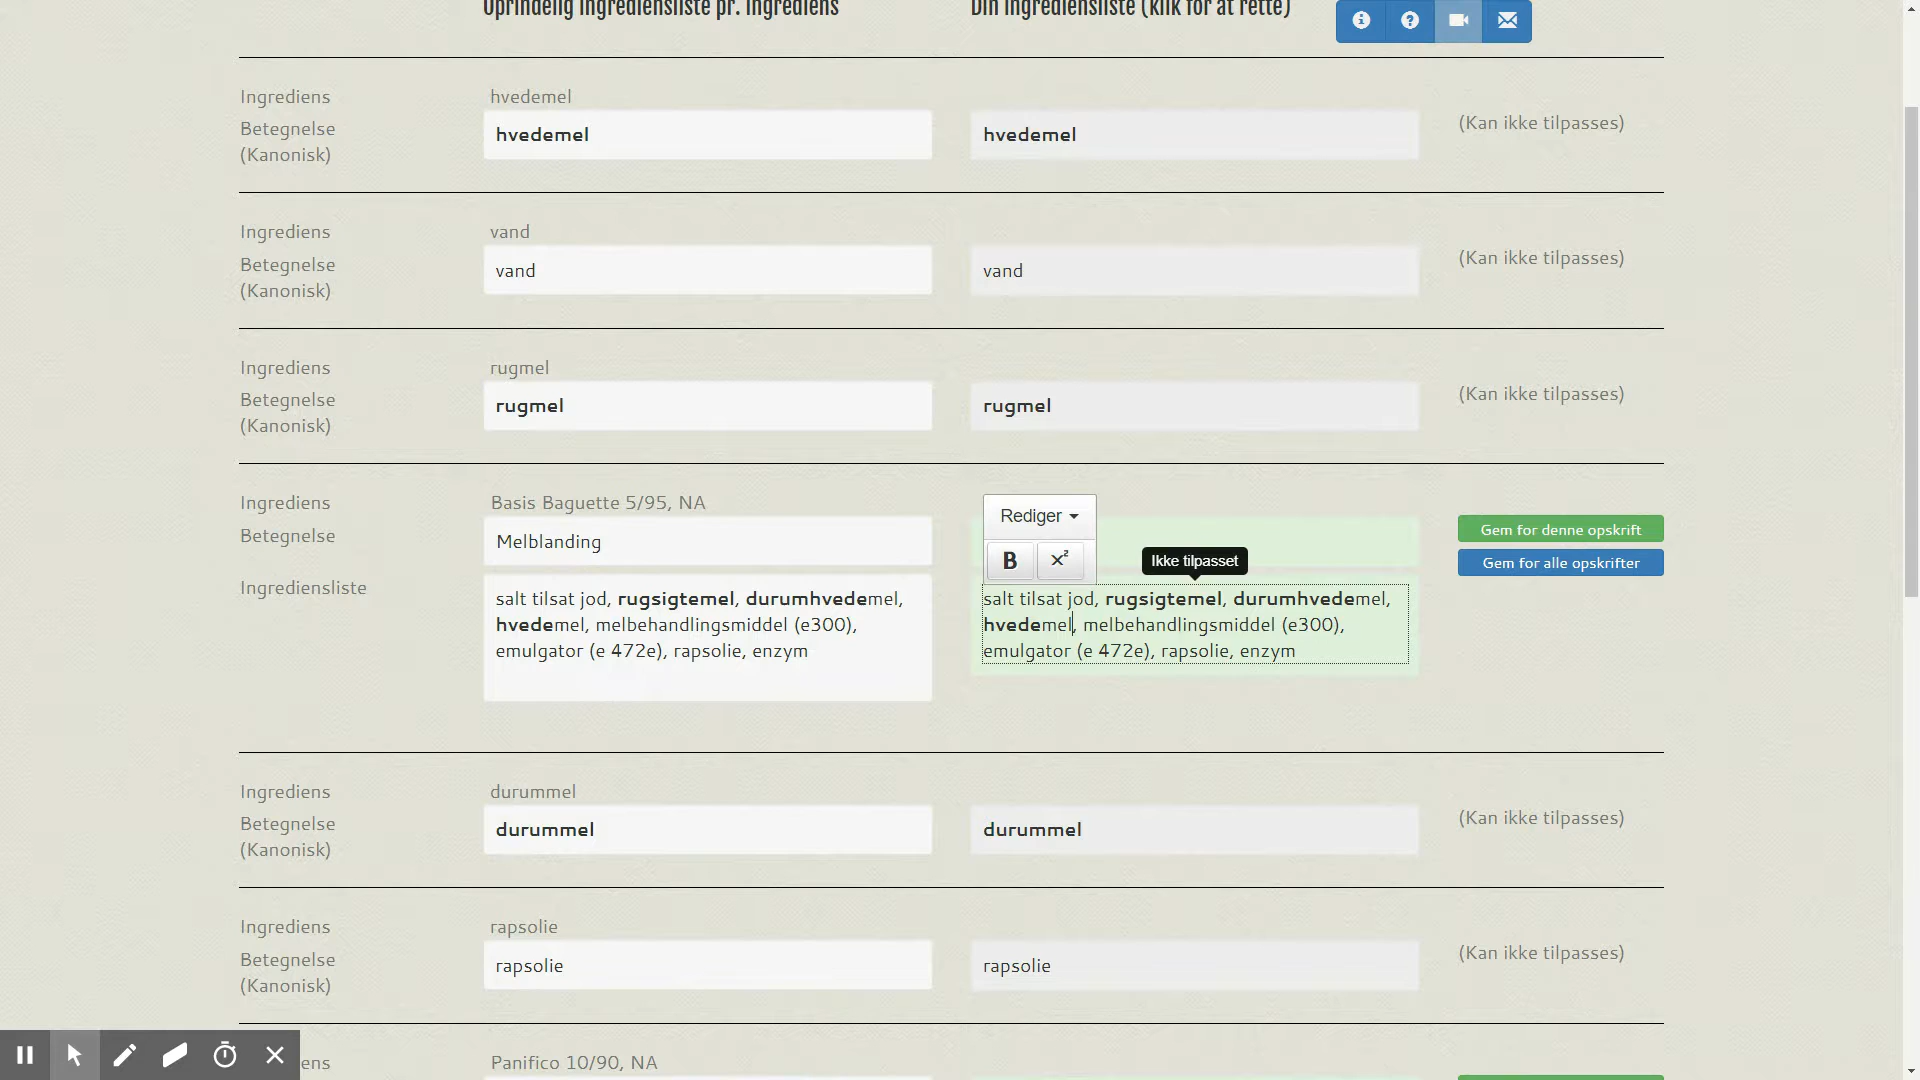 Oprindelig ingrediensliste pr. ingrediens
Din ingrediensliste (klik for at rette)
Ingrediens
hvedemel
Betegnelse
(Kanonisk)
hvedemel
hvedemel
(Kan ikke tilpasses)
Ingrediens
vand
Betegnelse
(Kanonisk)
vand
vand
(Kan ikke tilpasses)
Ingrediens
rugmel
Betegnelse
(Kanonisk)
rugmel
rugmel
(Kan ikke tilpasses)
Ingrediens
Basis Baguette 5/95, NA
Betegnelse
Melblanding
Rediger
B
x²
Ikke tilpasset
Gem for denne opskrift
Gem for alle opskrifter
Ingrediensliste
salt tilsat jod, rugsigtemel, durumhvedemel,
hvedemel, melbehandlingsmiddel (e300),
emulgator (e 472e), rapsolie, enzym
salt tilsat jod, rugsigtemel, durumhvedemel,
hvedemel, melbehandlingsmiddel (e300),
emulgator (e 472e), rapsolie, enzym
Ingrediens
durummel
Betegnelse
(Kanonisk)
durummel
durummel
(Kan ikke tilpasses)
Ingrediens
rapsolie
Betegnelse
(Kanonisk)
rapsolie
rapsolie
(Kan ikke tilpasses)
ens
Panifico 10/90, NA